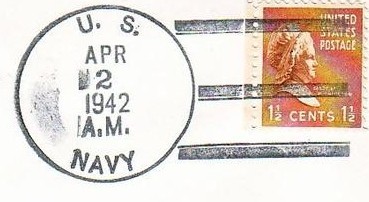 U. S.
APR
2
1942
A.M.
NAVY
UNITED
STATES
POSTAGE
1½ CENTS 1½